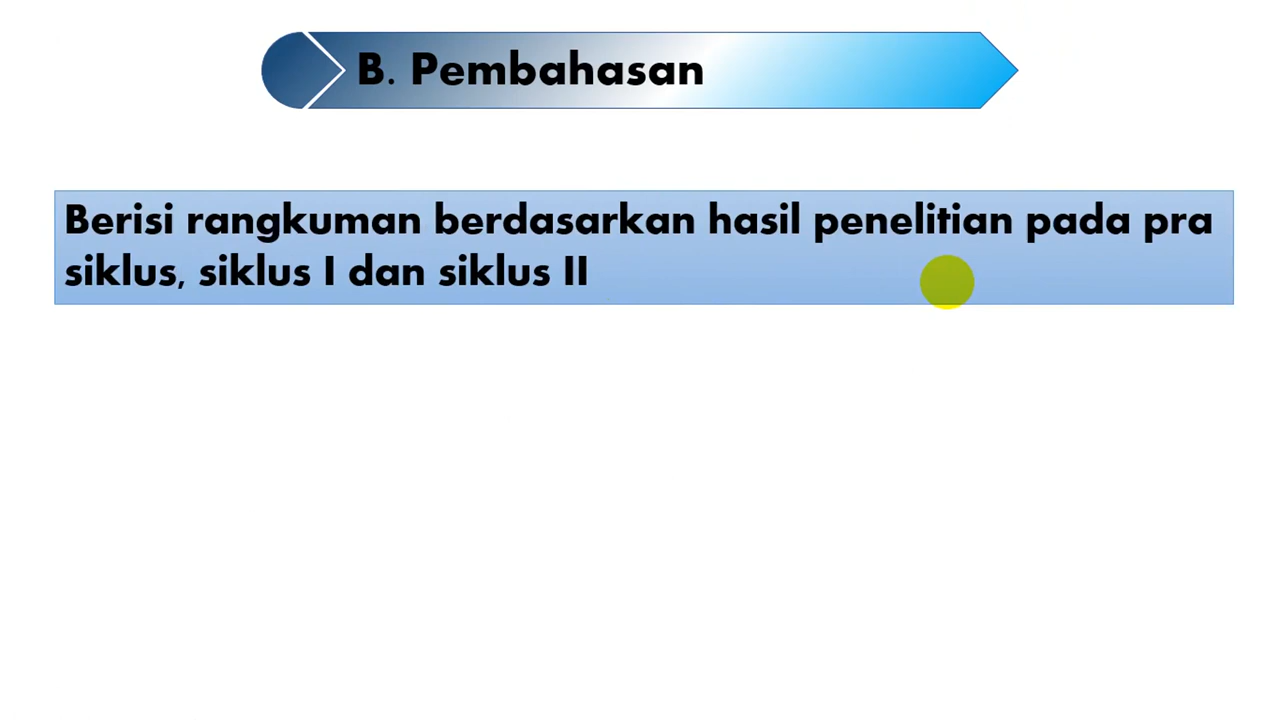 B. Pembahasan
Berisi rangkuman berdasarkan hasil penelitian pada pra
siklus, siklus I dan siklus II